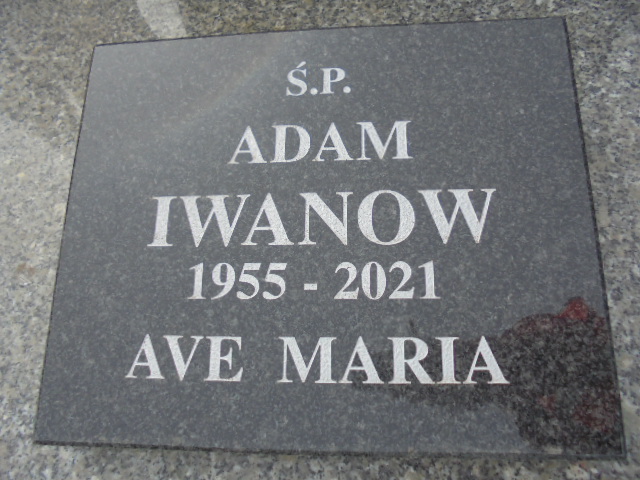 Ś.P.
ADAM
IWANOW
1955 - 2021
AVE MARIA